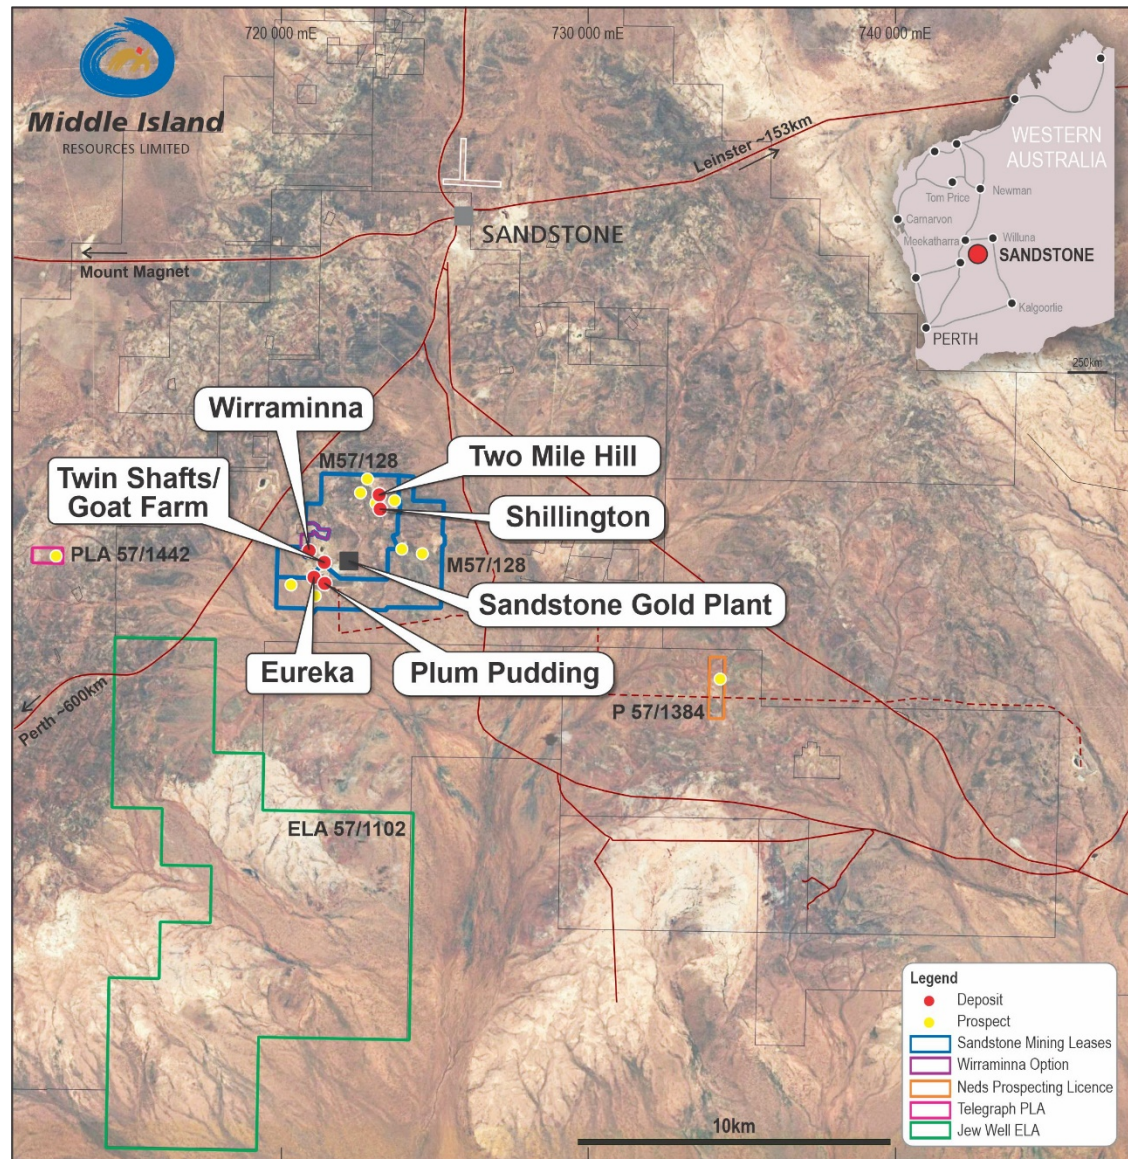 720 000 mE
730 000 mE
740 000 mE
Middle Island
RESOURCES LIMITED
Leinster ~153km
SANDSTONE
Mount Magnet
WESTERN
AUSTRALIA
Tom Price
Newman
Carnarvon
Meekatharra
Wiluna
SANDSTONE
Kalgoorlie
PERTH
250km
Wirraminna
M57/128
Two Mile Hill
Twin Shafts/
Goat Farm
Shillington
PLA 57/1442
M57/128
Sandstone Gold Plant
Eureka
Plum Pudding
Perth ~600km
P 57/1384
ELA 57/1102
Legend
Deposit
Prospect
Sandstone Mining Leases
Wirraminna Option
Neds Prospecting Licence
Telegraph PLA
Jew Well ELA
10km